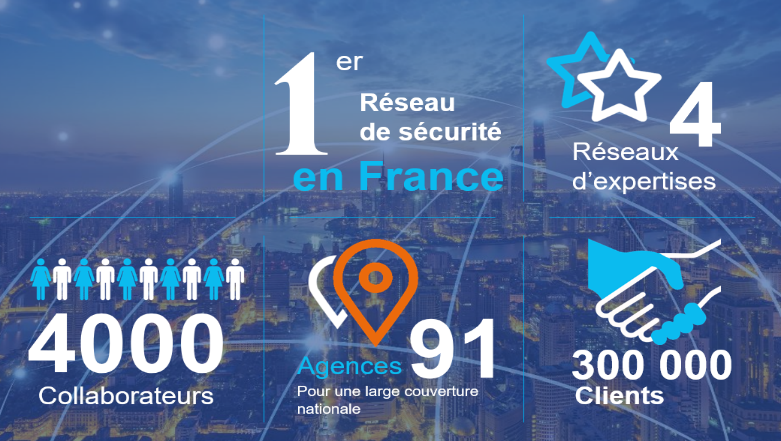 1er
Réseau
de sécurité
en France
4
Réseaux
d'expertises
4000
Collaborateurs
Agences 91
Pour une large couverture
nationale
300 000
Clients